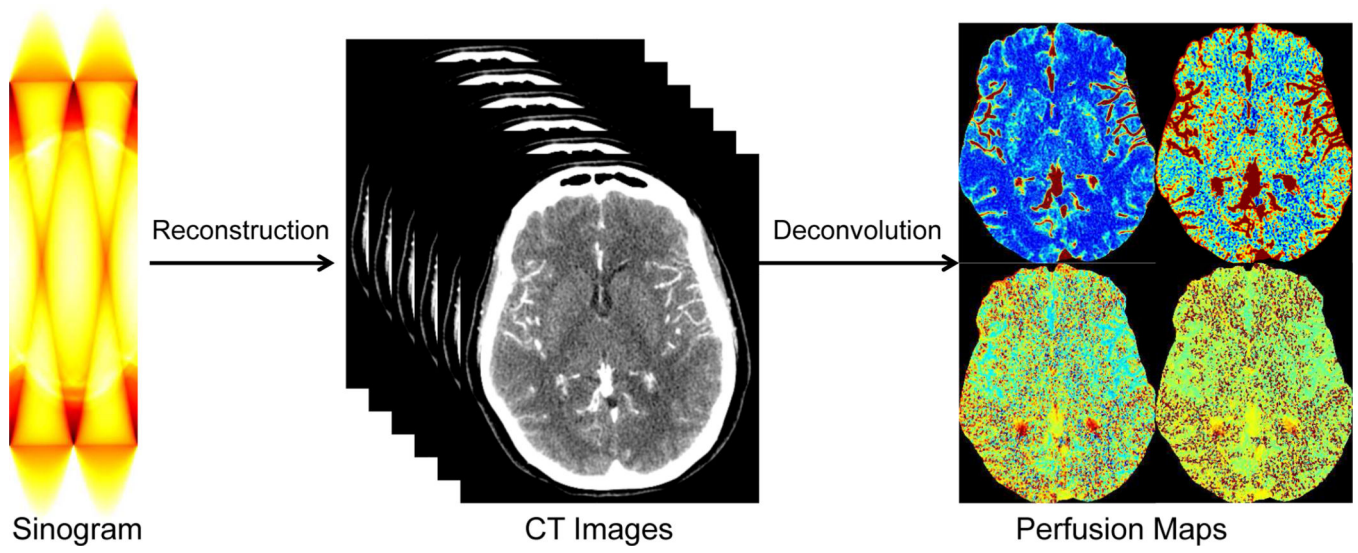 Reconstruction
Deconvolution
Sinogram
CT Images
Perfusion Maps